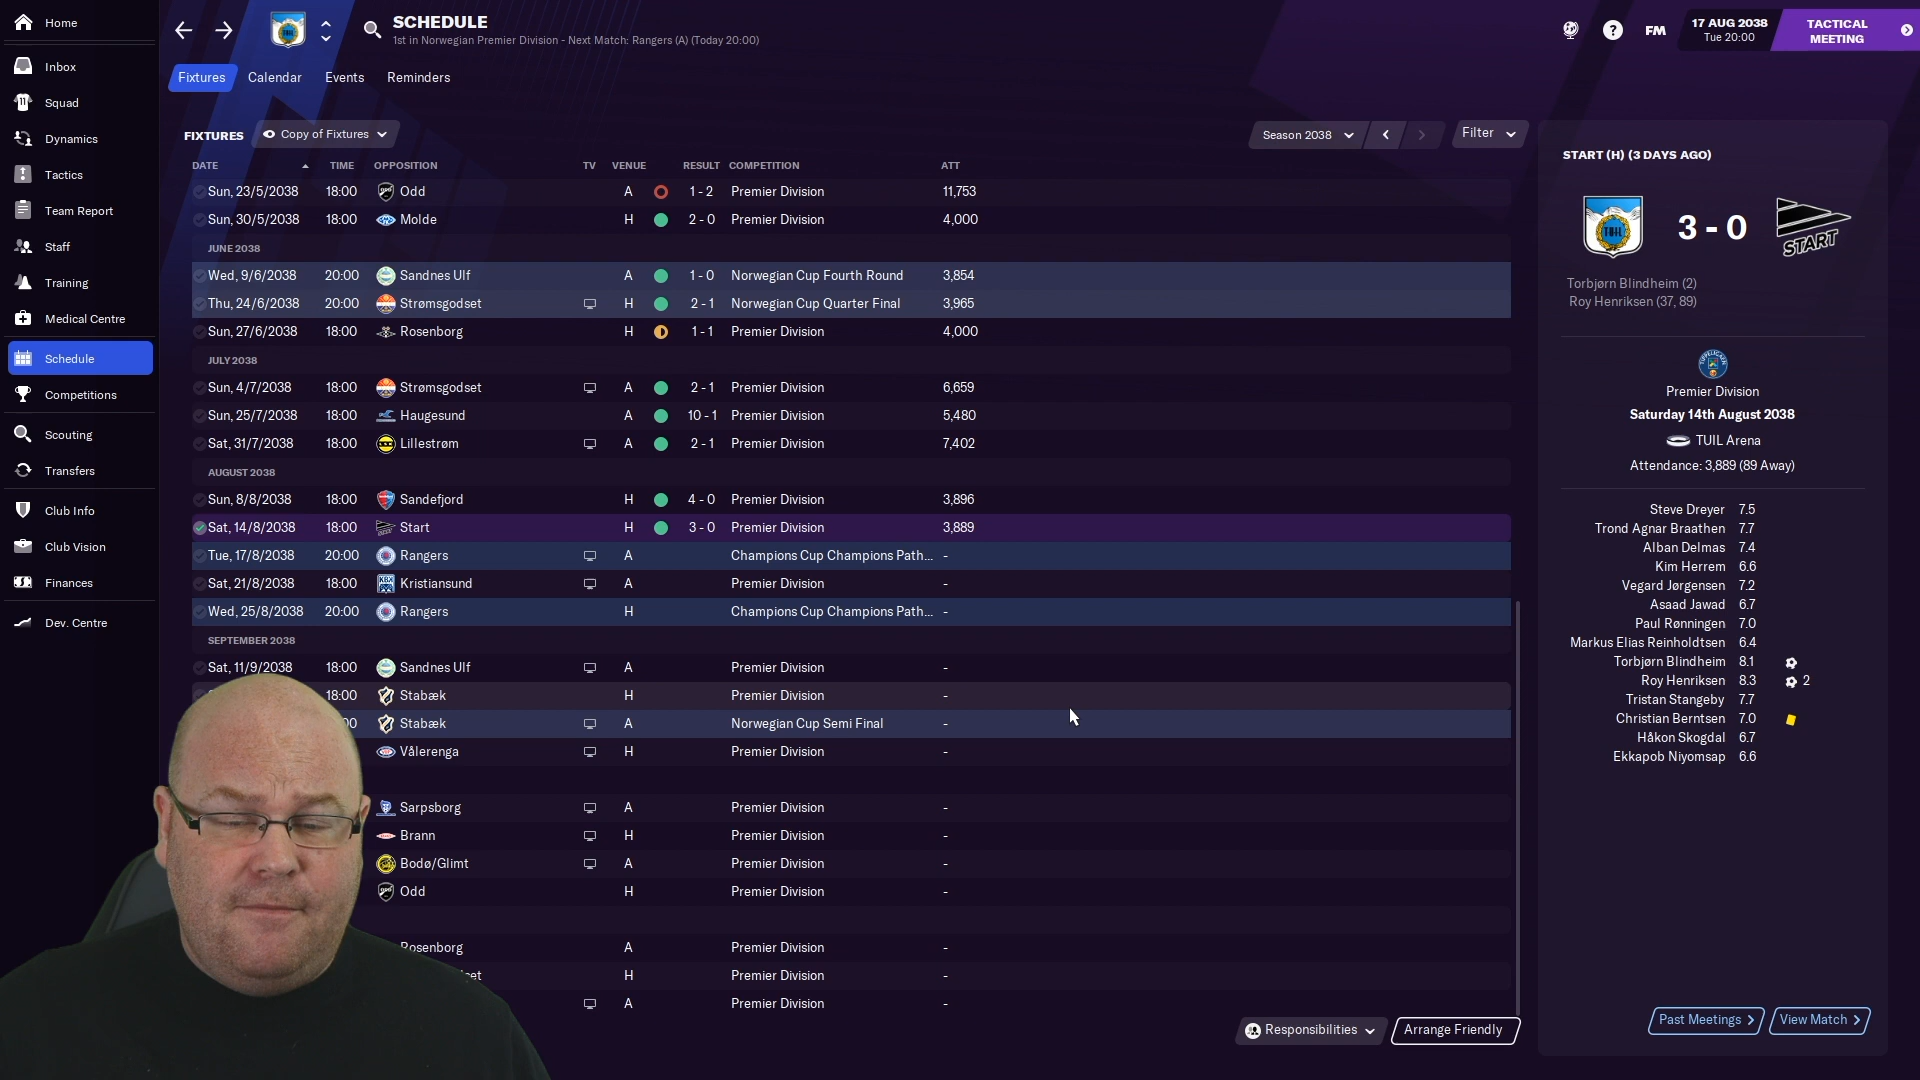 Home
Inbox
Squad
Dynamics
Tactics
Team Report
Staff
Training
Medical Centre
Schedule
Competitions
Scouting
Transfers
Club Info
Club Vision
Finances
Dev. Centre
SCHEDULE
1st in Norwegian Premier Division - Next Match: Rangers (A) (Today 20:00)
FM
17 AUG 2038
Tue 20:00
TACTICAL MEETING
Fixtures Calendar Events Reminders
FIXTURES Copy of Fixtures Season 2038 Filter
DATE TIME OPPOSITION TV VENUE RESULT COMPETITION ATT
Sun, 23/5/2038 18:00 Odd A 1 - 2 Premier Division 11,753
Sun, 30/5/2038 18:00 Molde H 2 - 0 Premier Division 4,000
JUNE 2038
Wed, 9/6/2038 20:00 Sandnes Ulf A 1 - 0 Norwegian Cup Fourth Round 3,854
Thu, 24/6/2038 20:00 Strømsgodset H 2 - 1 Norwegian Cup Quarter Final 3,965
Sun, 27/6/2038 18:00 Rosenborg H 1 - 1 Premier Division 4,000
JULY 2038
Sun, 4/7/2038 18:00 Strømsgodset A 2 - 1 Premier Division 6,659
Sun, 25/7/2038 18:00 Haugesund A 10 - 1 Premier Division 5,480
Sat, 31/7/2038 18:00 Lillestrøm A 2 - 1 Premier Division 7,402
AUGUST 2038
Sun, 8/8/2038 18:00 Sandefjord H 4 - 0 Premier Division 3,896
Sat, 14/8/2038 18:00 Start H 3 - 0 Premier Division 3,889
Tue, 17/8/2038 20:00 Rangers A Champions Cup Champions Path... -
Sat, 21/8/2038 18:00 Kristiansund A Premier Division -
Wed, 25/8/2038 20:00 Rangers H Champions Cup Champions Path... -
SEPTEMBER 2038
Sat, 11/9/2038 18:00 Sandnes Ulf A Premier Division -
18:00 Stabæk H Premier Division -
Stabæk A Norwegian Cup Semi Final -
Vålerenga H Premier Division -
Sarpsborg A Premier Division -
Brann H Premier Division -
Bodø/Glimt A Premier Division -
Odd H Premier Division -
Rosenborg A Premier Division -
H Premier Division -
A Premier Division -
Responsibilities Arrange Friendly
START (H) (3 DAYS AGO)
TUIL 3 - 0 START
Torbjørn Blindheim (2)
Roy Henriksen (37, 89)
Premier Division
Saturday 14th August 2038
TUIL Arena
Attendance: 3,889 (89 Away)
Steve Dreyer 7.5
Trond Agnar Braathen 7.7
Alban Delmas 7.4
Kim Herrem 6.6
Vegard Jørgensen 7.2
Asaad Jawad 6.7
Paul Rønningen 7.0
Markus Elias Reinholdtsen 6.4
Torbjørn Blindheim 8.1
Roy Henriksen 8.3 2
Tristan Stangeby 7.7
Christian Berntsen 7.0
Håkon Skogdal 6.7
Ekkapob Niyomsap 6.6
Past Meetings View Match